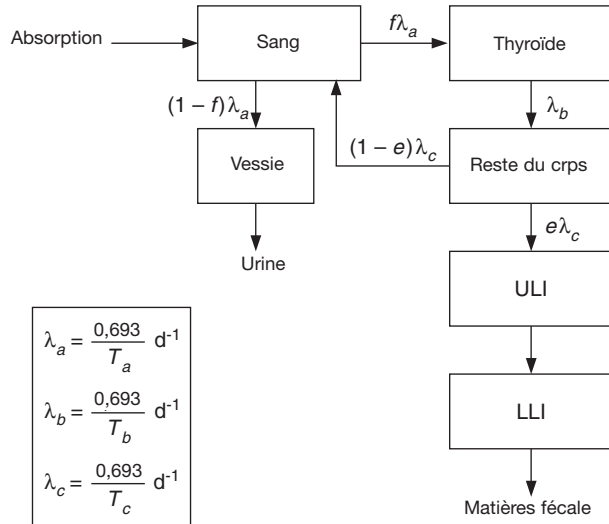 Absorption
Sang
fλa
Thyroïde
(1 – f)λa
λb
Vessie
(1 – e)λc
Reste du crps
Urine
eλc
ULI
LLI
Matières fécale
λa = 0,693 / Ta d-1
λb = 0,693 / Tb d-1
λc = 0,693 / Tc d-1